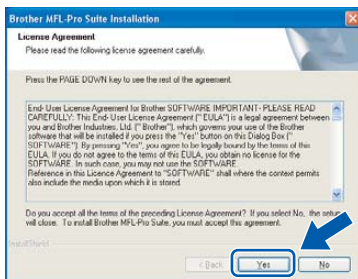 Brother MFL-Pro Suite Installation
License Agreement
Please read the following license agreement carefully.
Press the PAGE DOWN key to see the rest of the agreement.
End- User License Agreement for Brother SOFTWARE IMPORTANT- PLEASE READ
CAREFULLY: This End- User License Agreement (" EULA") is a legal agreement between
you and Brother Industries, Ltd. (" Brother"), which governs your use of the Brother
software that will be installed if you press the "Yes" button on this Dialog Box ("
SOFTWARE"). By pressing "Yes", you agree to be legally bound by the terms of this
EULA. If you do not agree to the terms of this EULA, you obtain no license for the
SOFTWARE. In such case, you may not use the SOFTWARE.
Reference in this Licence Agreement to "SOFTWARE" shall where the context permits
also include the media upon which it is stored.
Do you accept all the terms of the preceding License Agreement? If you select No, the setup
will close. To install Brother MFL-Pro Suite, you must accept this agreement.
InstallShield
< Back
Yes
No